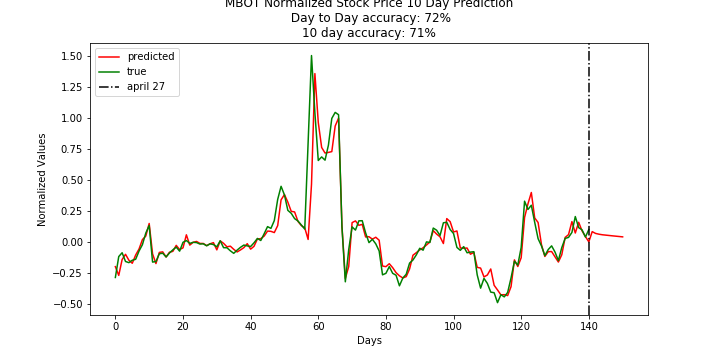 MBOT Normalized Stock Price 10 Day Prediction
Day to Day accuracy: 72%
10 day accuracy: 71%
predicted
true
april 27
Normalized Values
1.50
1.25
1.00
0.75
0.50
0.25
0.00
−0.25
−0.50
0
20
40
60
80
100
120
140
Days